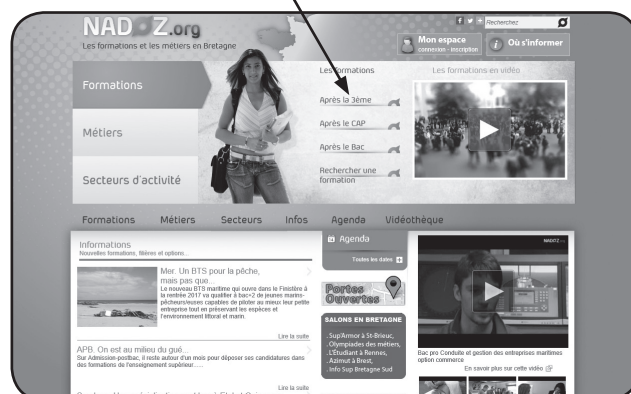 NADOZ.org
Les formations et les métiers en Bretagne
Recherchez
Mon espace
connexion - inscription
Où s'informer
Formations
Métiers
Secteurs d'activité
Les formations
Après la 3ème
Après le CAP
Après le Bac
Rechercher une
formation
Les formations en vidéo
Formations
Métiers
Secteurs
Infos
Agenda
Vidéothèque
Informations
Nouvelles formations, filières et options...
Mer. Un BTS pour la pêche,
mais pas que...
Le nouveau BTS maritime qui ouvre dans le Finistère à
la rentrée 2017 va qualifier à bac+2 de jeunes marins-
pêcheurs/euses capables de piloter au mieux leur petite
entreprise tout en préservant les espèces et
l'environnement littoral et marin.
Lire la suite
APB. On est au milieu du gué...
Sur Admission-postbac, il reste autour d'un mois pour déposer ses candidatures dans
des formations de l'enseignement supérieur......
Lire la suite
Agenda
Toutes les dates
Portes
Ouvertes
SALONS EN BRETAGNE
. Sup'Armor à St-Brieuc,
. Olympiades des métiers,
. L'Étudiant à Rennes,
. Azimut à Brest,
. Info Sup Bretagne Sud
NADOZ
Bac pro Conduite et gestion des entreprises maritimes
option commerce
En savoir plus sur cette vidéo